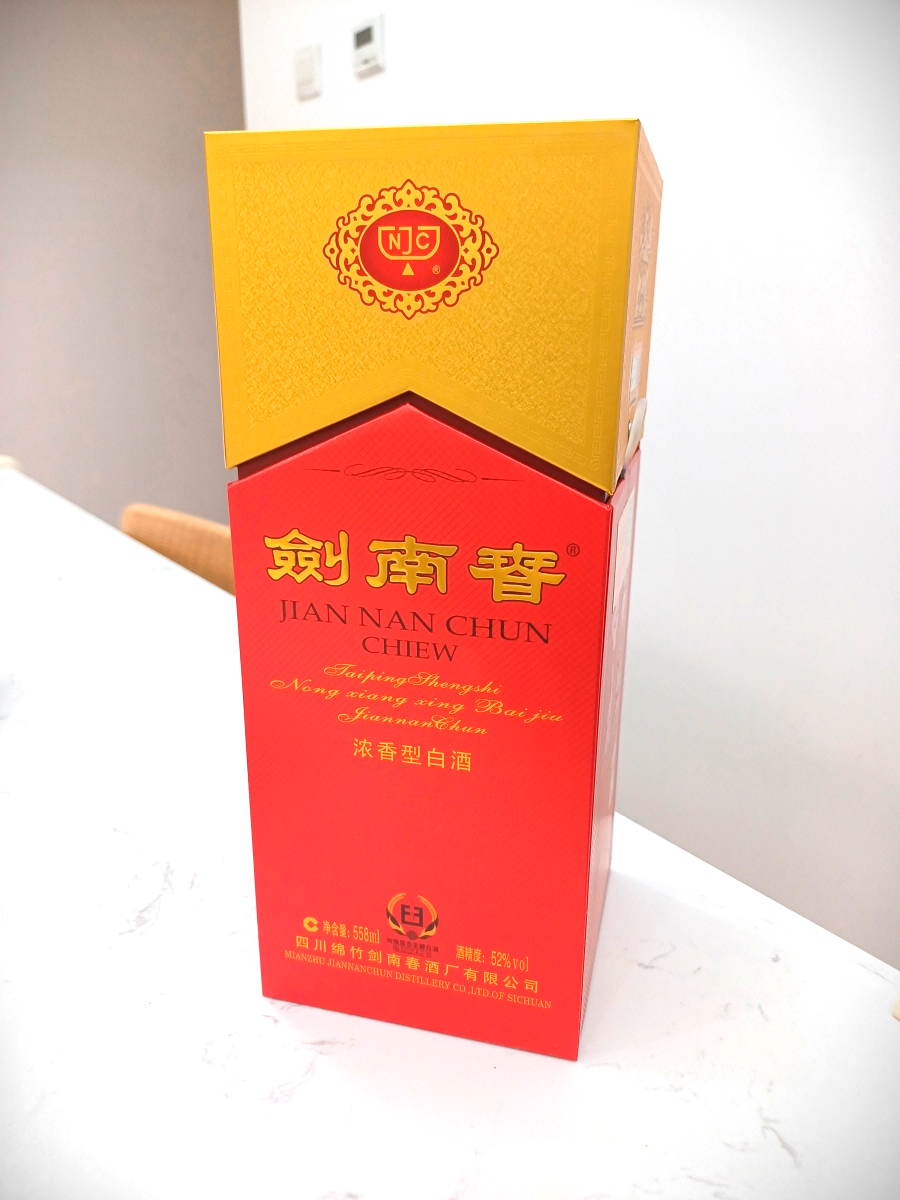 NJC
®
劍南春®
JIAN NAN CHUN
CHIEW
TaipingShengshi
Nong xiang xing Bai jiu
JiannanChun
浓香型白酒
净含量:558ml 酒精度:52%vol
四川绵竹剑南春酒厂有限公司
MIANZHU JIANNANCHUN DISTILLERY CO.,LTD.OF SICHUAN